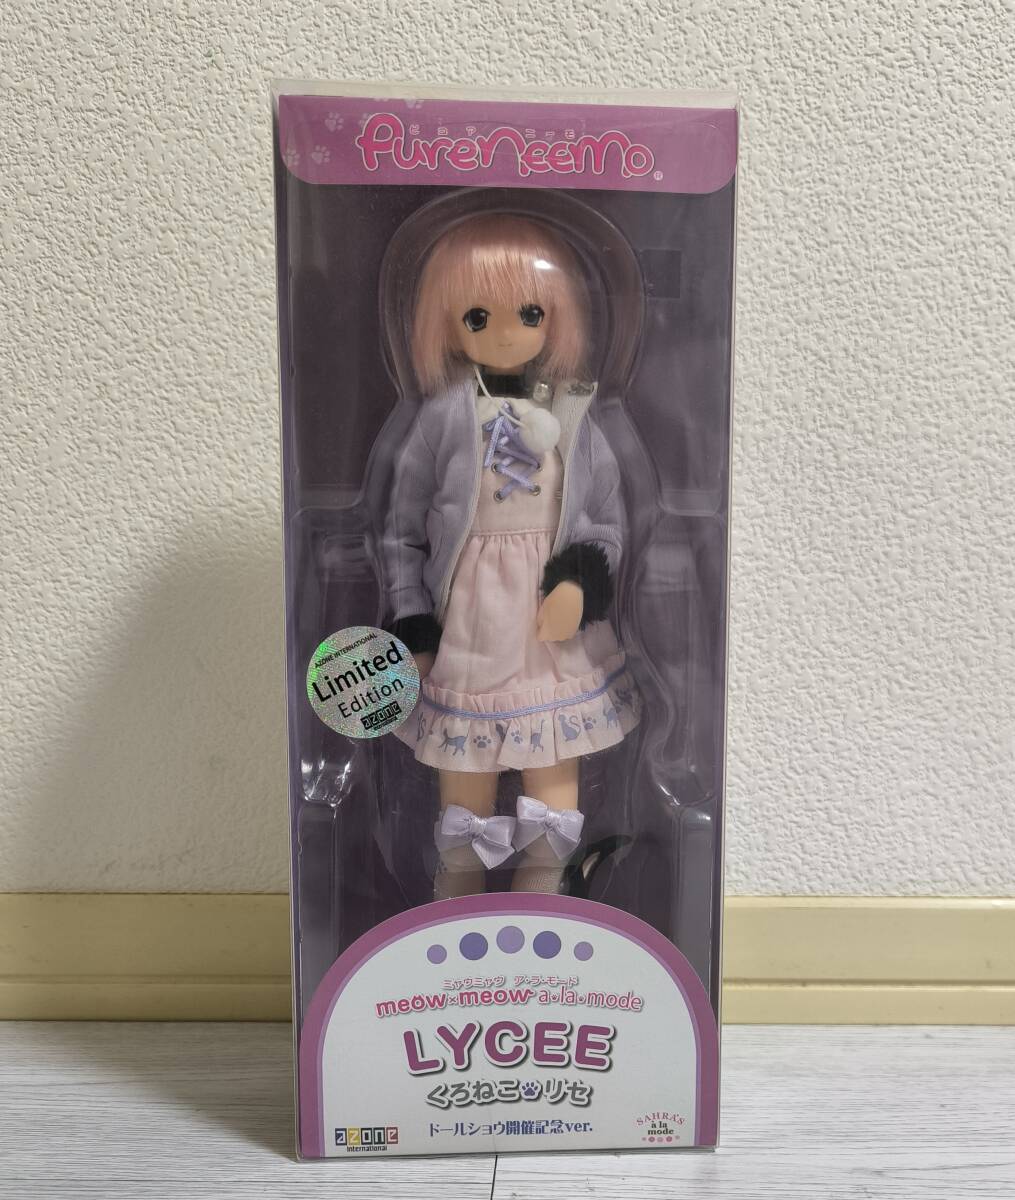 ピュアニーモ
PureNeemo®
AZONE INTERNATIONAL
Limited
Edition
azone
ミャウミャウ ア・ラ・モード
meow×meow a・la・mode
LYCEE
くろねこ リセ
ドールショウ開催記念ver.
azone
international
SAHRA'S
à la
mode